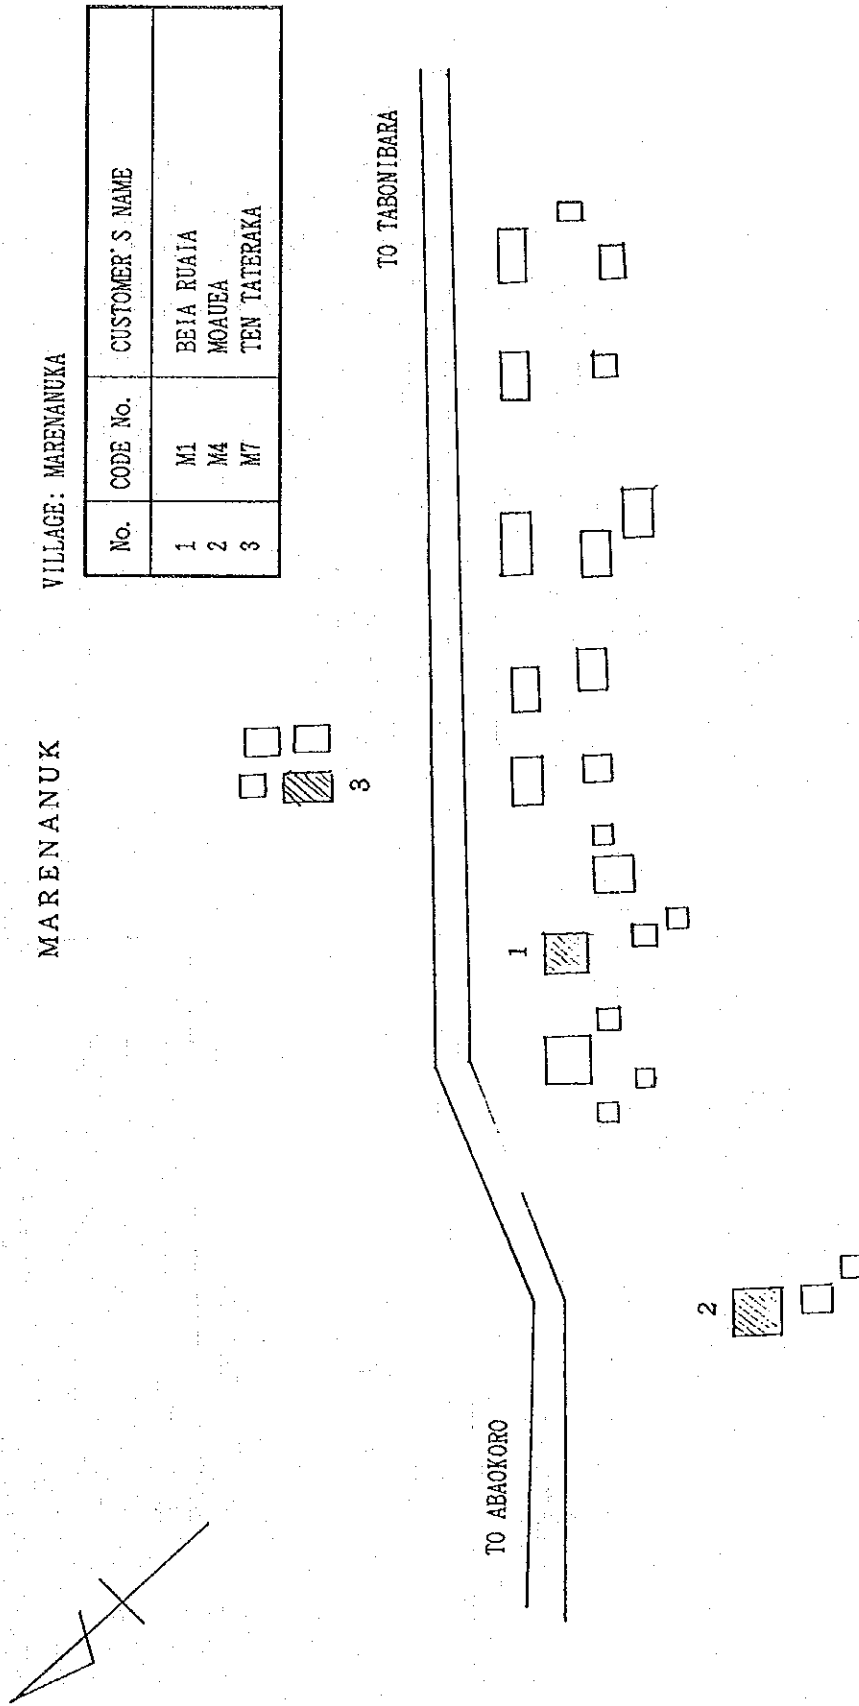 MARENANUK
VILLAGE: MARENANUKA
No. CODE No. CUSTOMER'S NAME
1 M1 BEIA RUAIA
2 M4 MOAUEA
3 M7 TEN TATERAKA
3
TO TABONIBARA
1
TO ABAOKORO
2